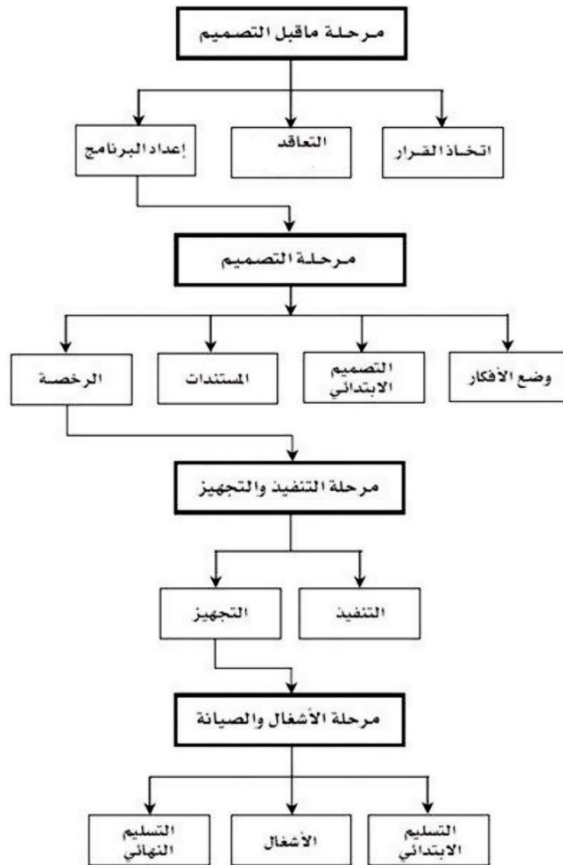 مرحلة ماقبل التصميم
اتخاذ القرار
التعاقد
إعداد البرنامج
مرحلة التصميم
وضع الأفكار
التصميم
الابتدائي
المستندات
الرخصة
مرحلة التنفيذ والتجهيز
التنفيذ
التجهيز
مرحلة الأشغال والصيانة
التسليم
الابتدائي
الأشغال
التسليم
النهائي